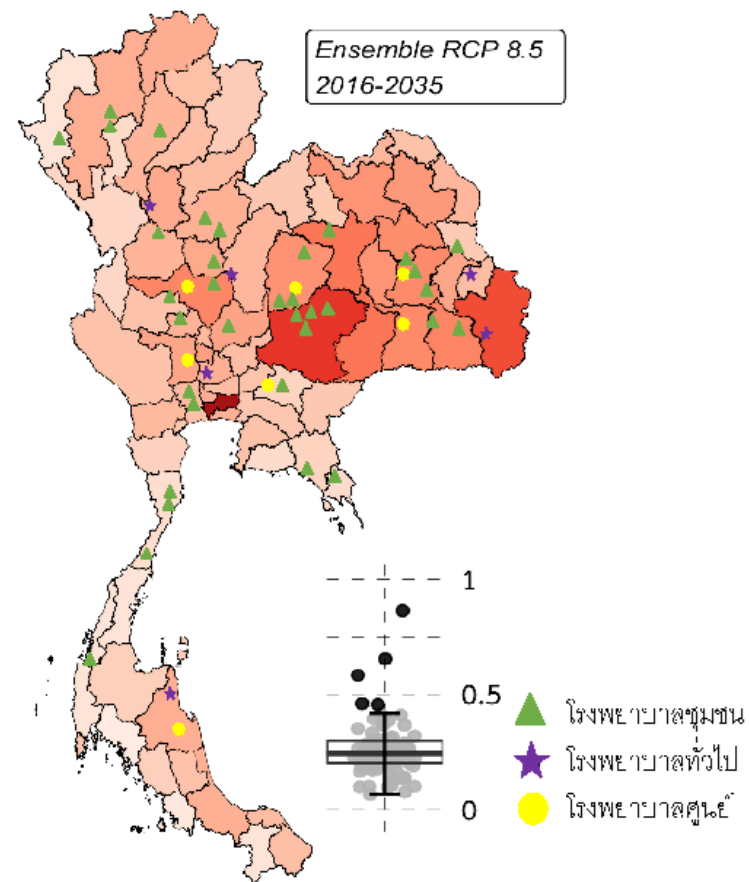 Ensemble RCP 8.5
2016-2035
1
0.5
0
โรงพยาบาลชุมชน
โรงพยาบาลทั่วไป
โรงพยาบาลศูนย์